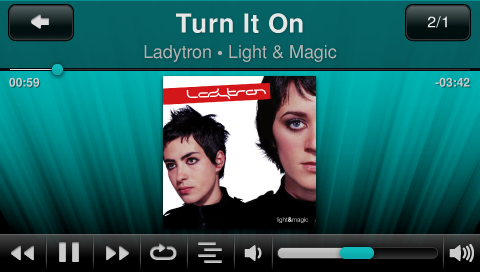 Turn It On
2/1
Ladytron • Light & Magic
00:59
-03:42
Ladytron
light&magic